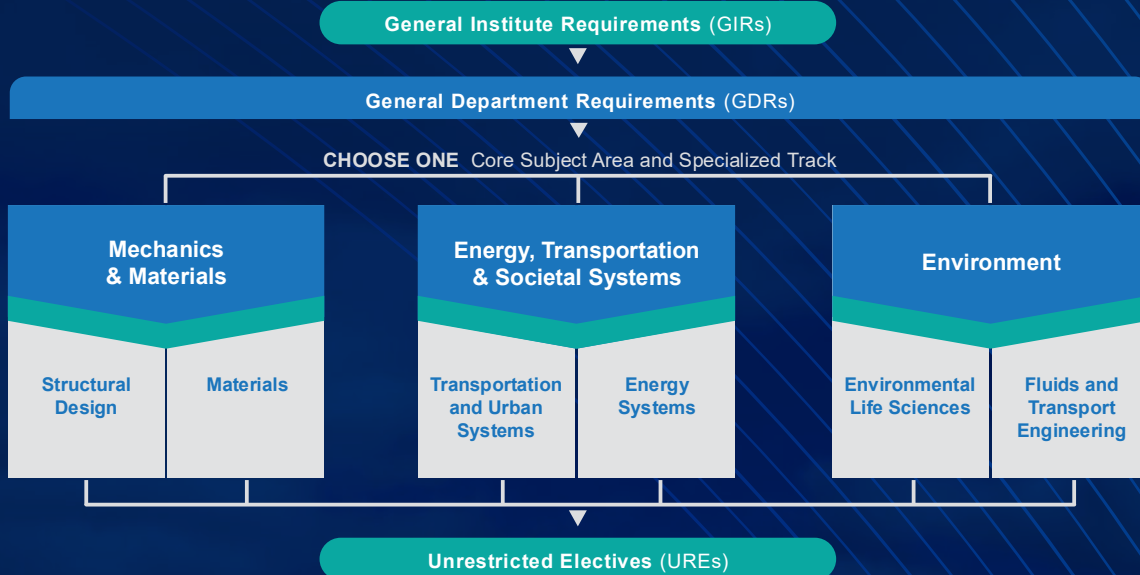 General Institute Requirements (GIRs)
General Department Requirements (GDRs)
CHOOSE ONE Core Subject Area and Specialized Track
Mechanics
& Materials
Structural
Design
Materials
Energy, Transportation
& Societal Systems
Transportation
and Urban
Systems
Energy
Systems
Environment
Environmental
Life Sciences
Fluids and
Transport
Engineering
Unrestricted Electives (UREs)